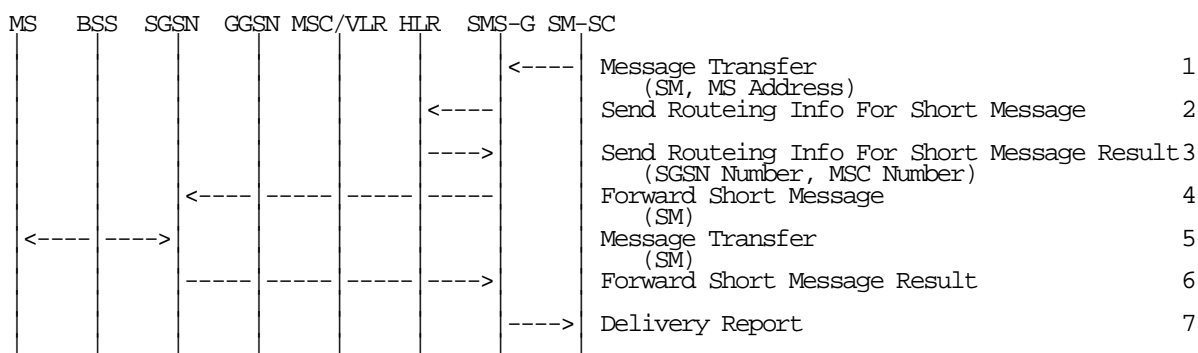 MS BSS SGSN GGSN MSC/VLR HLR SMS-G SM-SC
Message Transfer 1
(SM, MS Address)
Send Routeing Info For Short Message 2
Send Routeing Info For Short Message Result3
(SGSN Number, MSC Number)
Forward Short Message 4
(SM)
Message Transfer 5
(SM)
Forward Short Message Result 6
Delivery Report 7